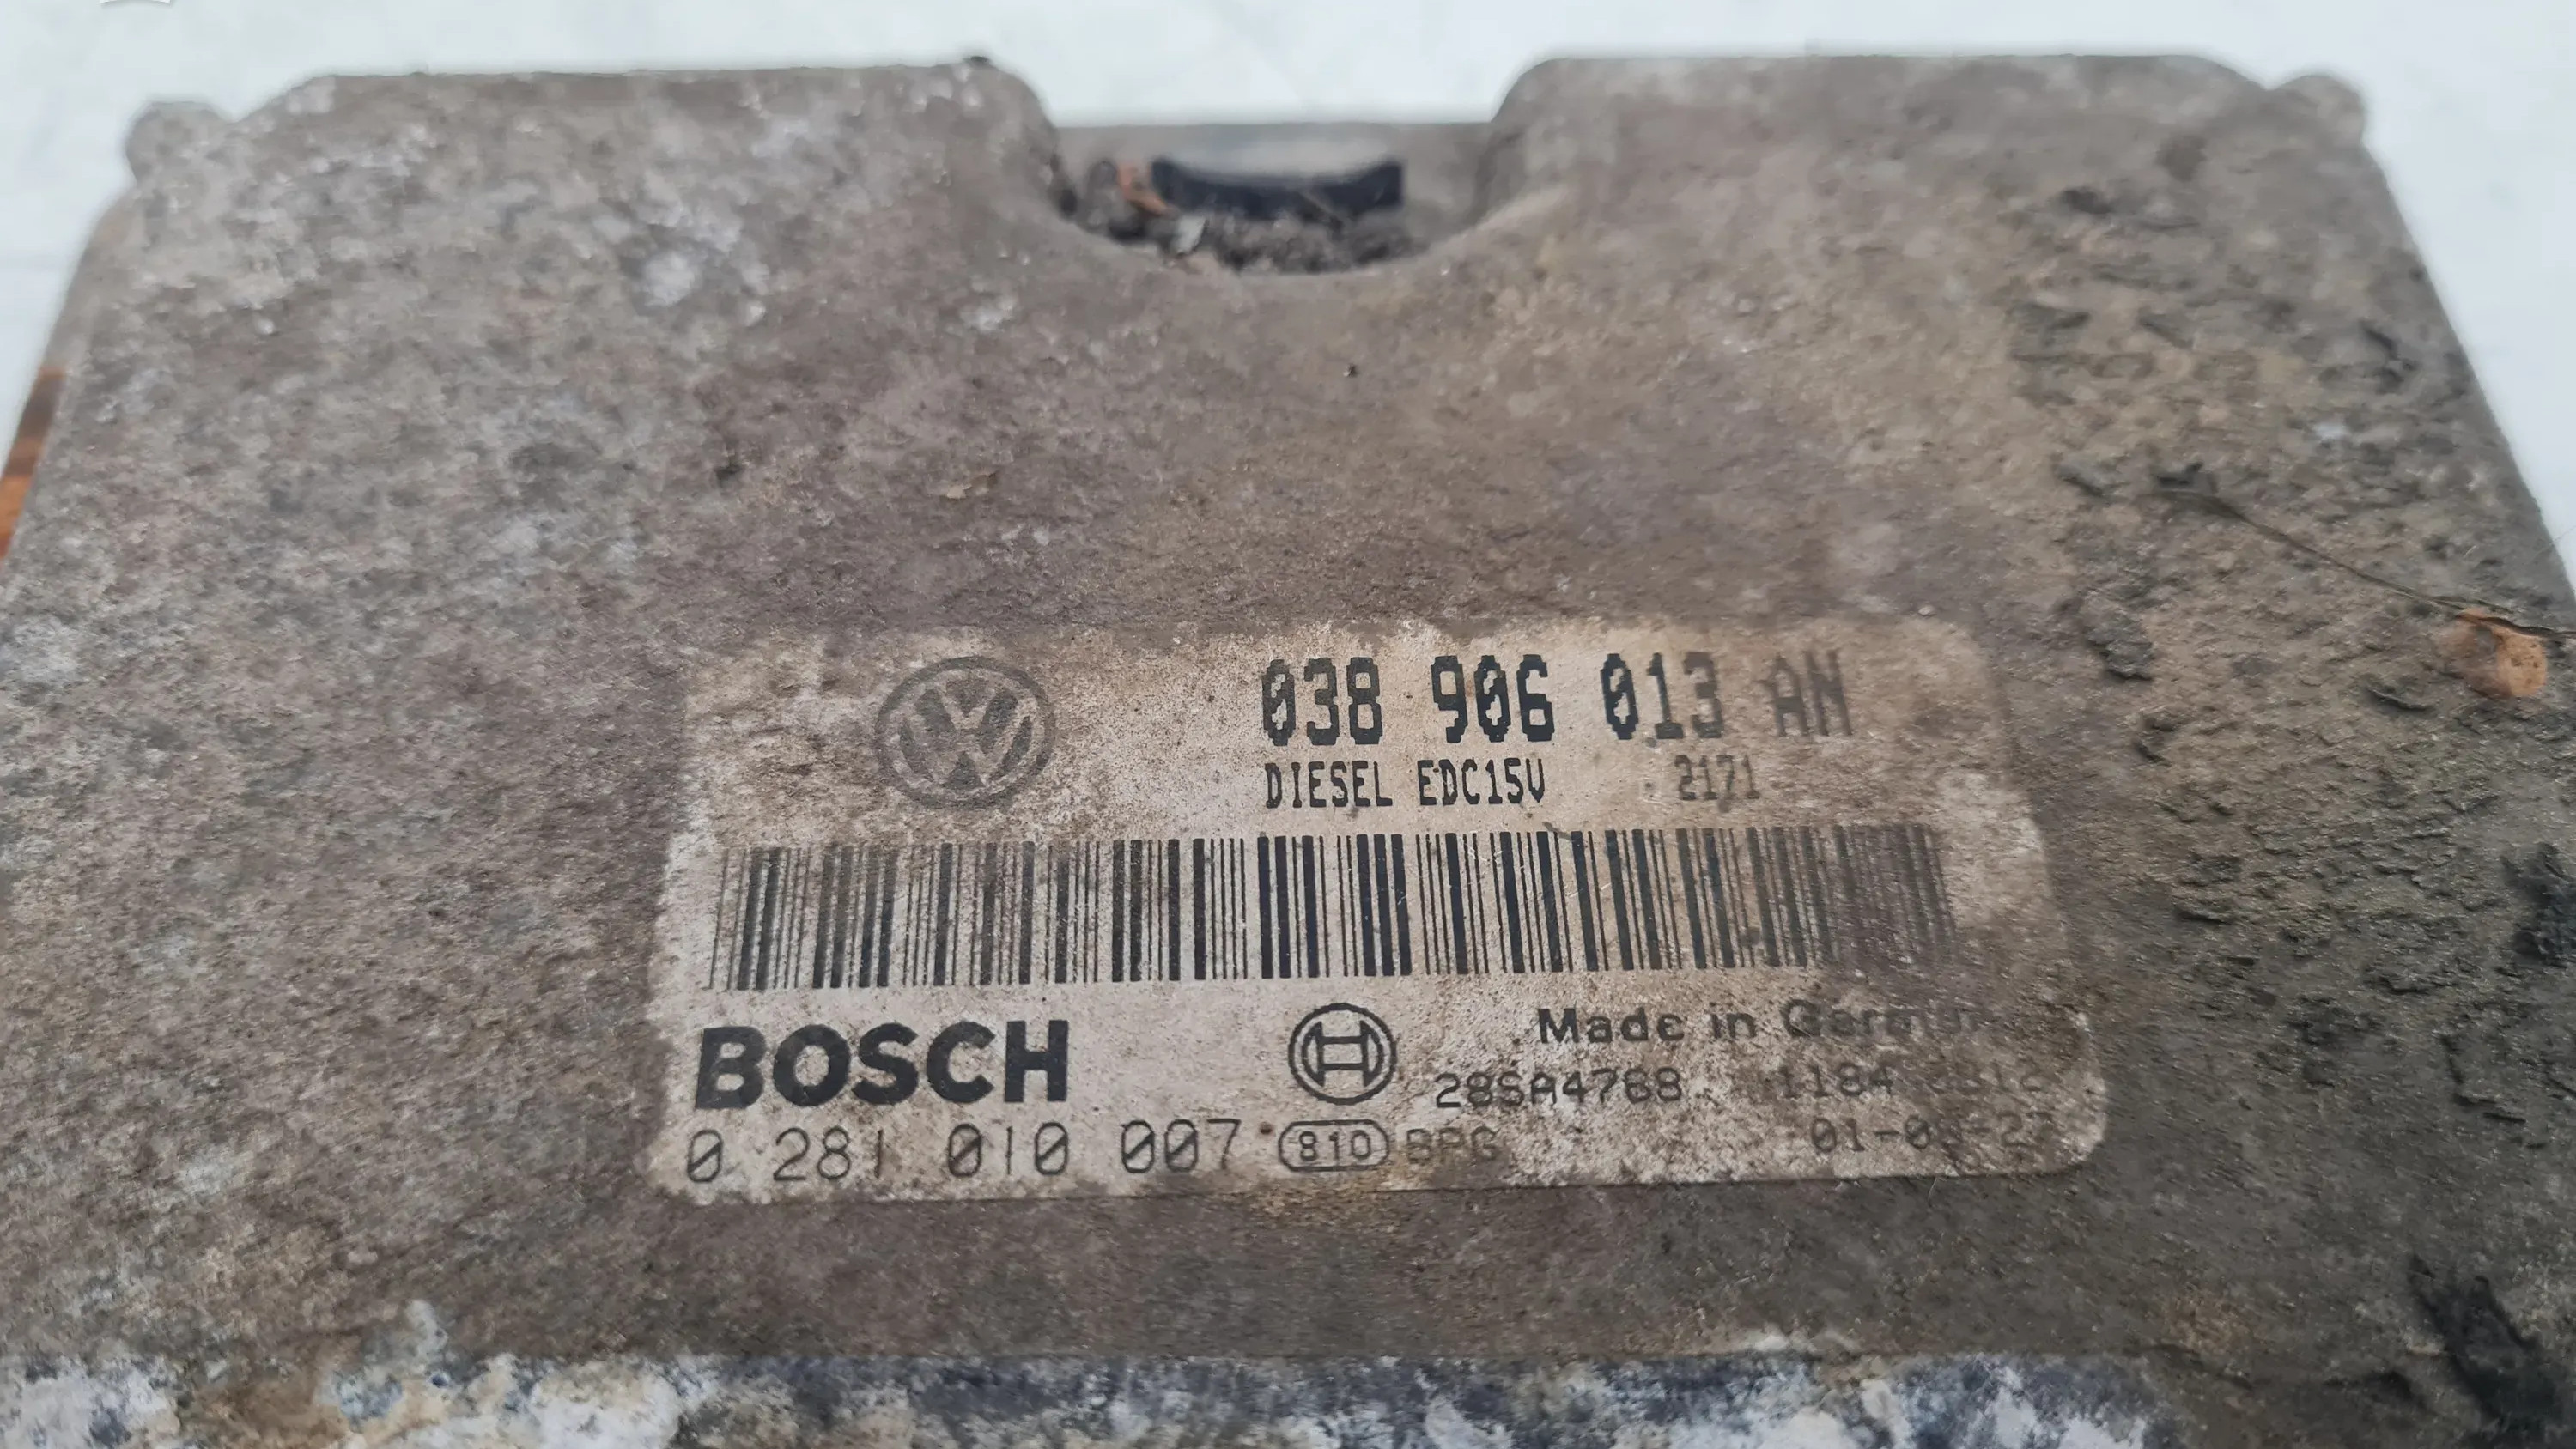 038 906 013 AN
DIESEL EDC15V 2171
BOSCH
Made in
28SA4768
0 281 010 007 810 BPG